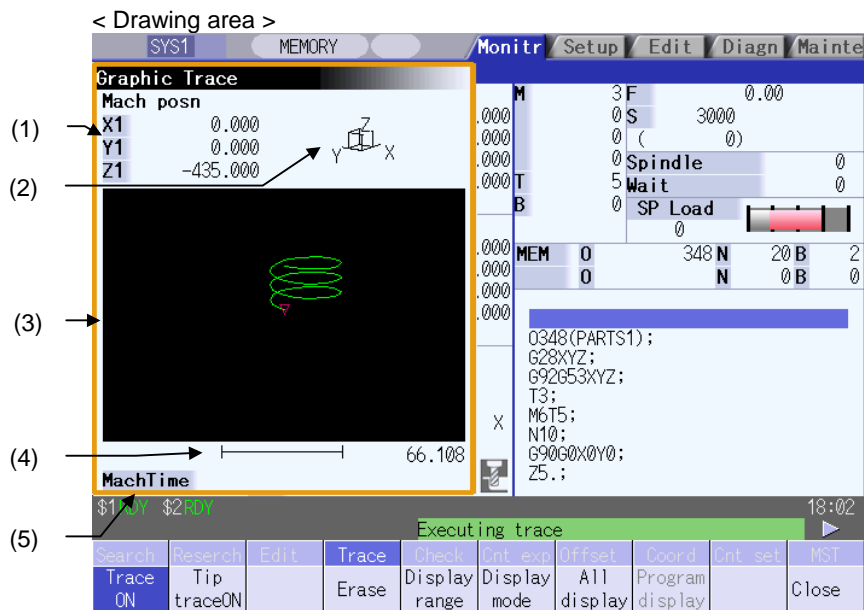 < Drawing area >
SYS1 MEMORY Monitr Setup Edit Diagn Mainte
Graphic Trace
Mach posn
(1) X1 0.000
Y1 0.000
(2) Z1 -435.000
Z
Y X
M 3 F 0.00
.000 0 S 3000
.000 0 ( 0)
.000 0 Spindle 0
.000 T 5 Wait 0
B 0 SP Load
0
.000 MEM O 348 N 20 B 2
.000 O N 0 B 0
.000
.000
(3)
O348(PARTS1);
G28XYZ;
G92G53XYZ;
T3;
X M6T5;
N10;
G90G0X0Y0;
Z5.;
(4) 66.108
MachTime
(5) $1 RDY $2 RDY 18:02
Executing trace
Search Reserch Edit Trace Check Cnt exp Offset Coord Cnt set MST
Trace ON Tip traceON Erase Display range Display mode All display Program display Close